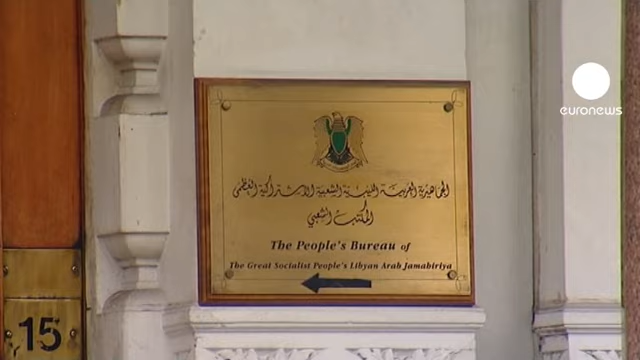 euronews
الجماهيرية العربية الليبية الشعبية الإشتراكية العظمى
المكتب الشعبي
The People's Bureau of
The Great Socialist People's Libyan Arab Jamahiriya
15